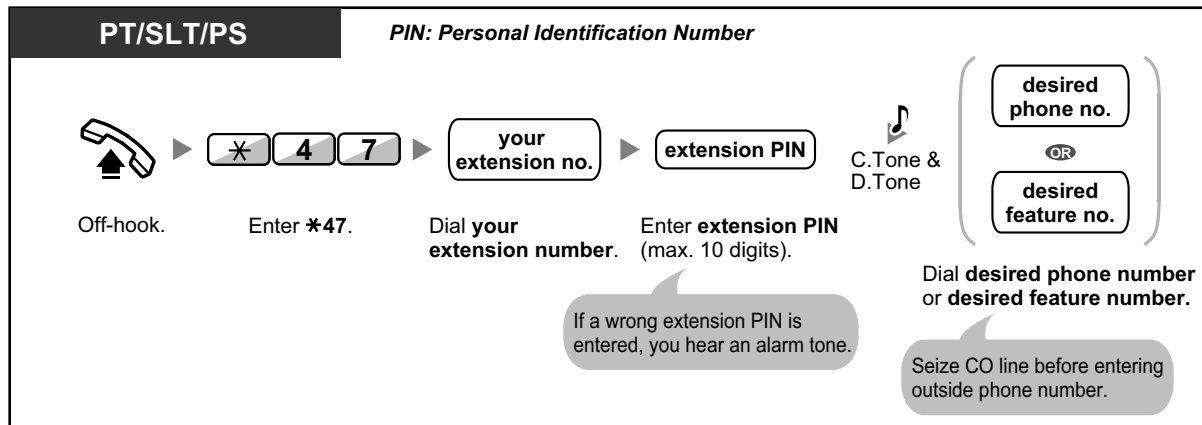 PT/SLT/PS
PIN: Personal Identification Number
* 4 7
your
extension no.
extension PIN
C.Tone &
D.Tone
desired
phone no.
OR
desired
feature no.
Off-hook.
Enter *47.
Dial your
extension number.
Enter extension PIN
(max. 10 digits).
Dial desired phone number
or desired feature number.
If a wrong extension PIN is
entered, you hear an alarm tone.
Seize CO line before entering
outside phone number.